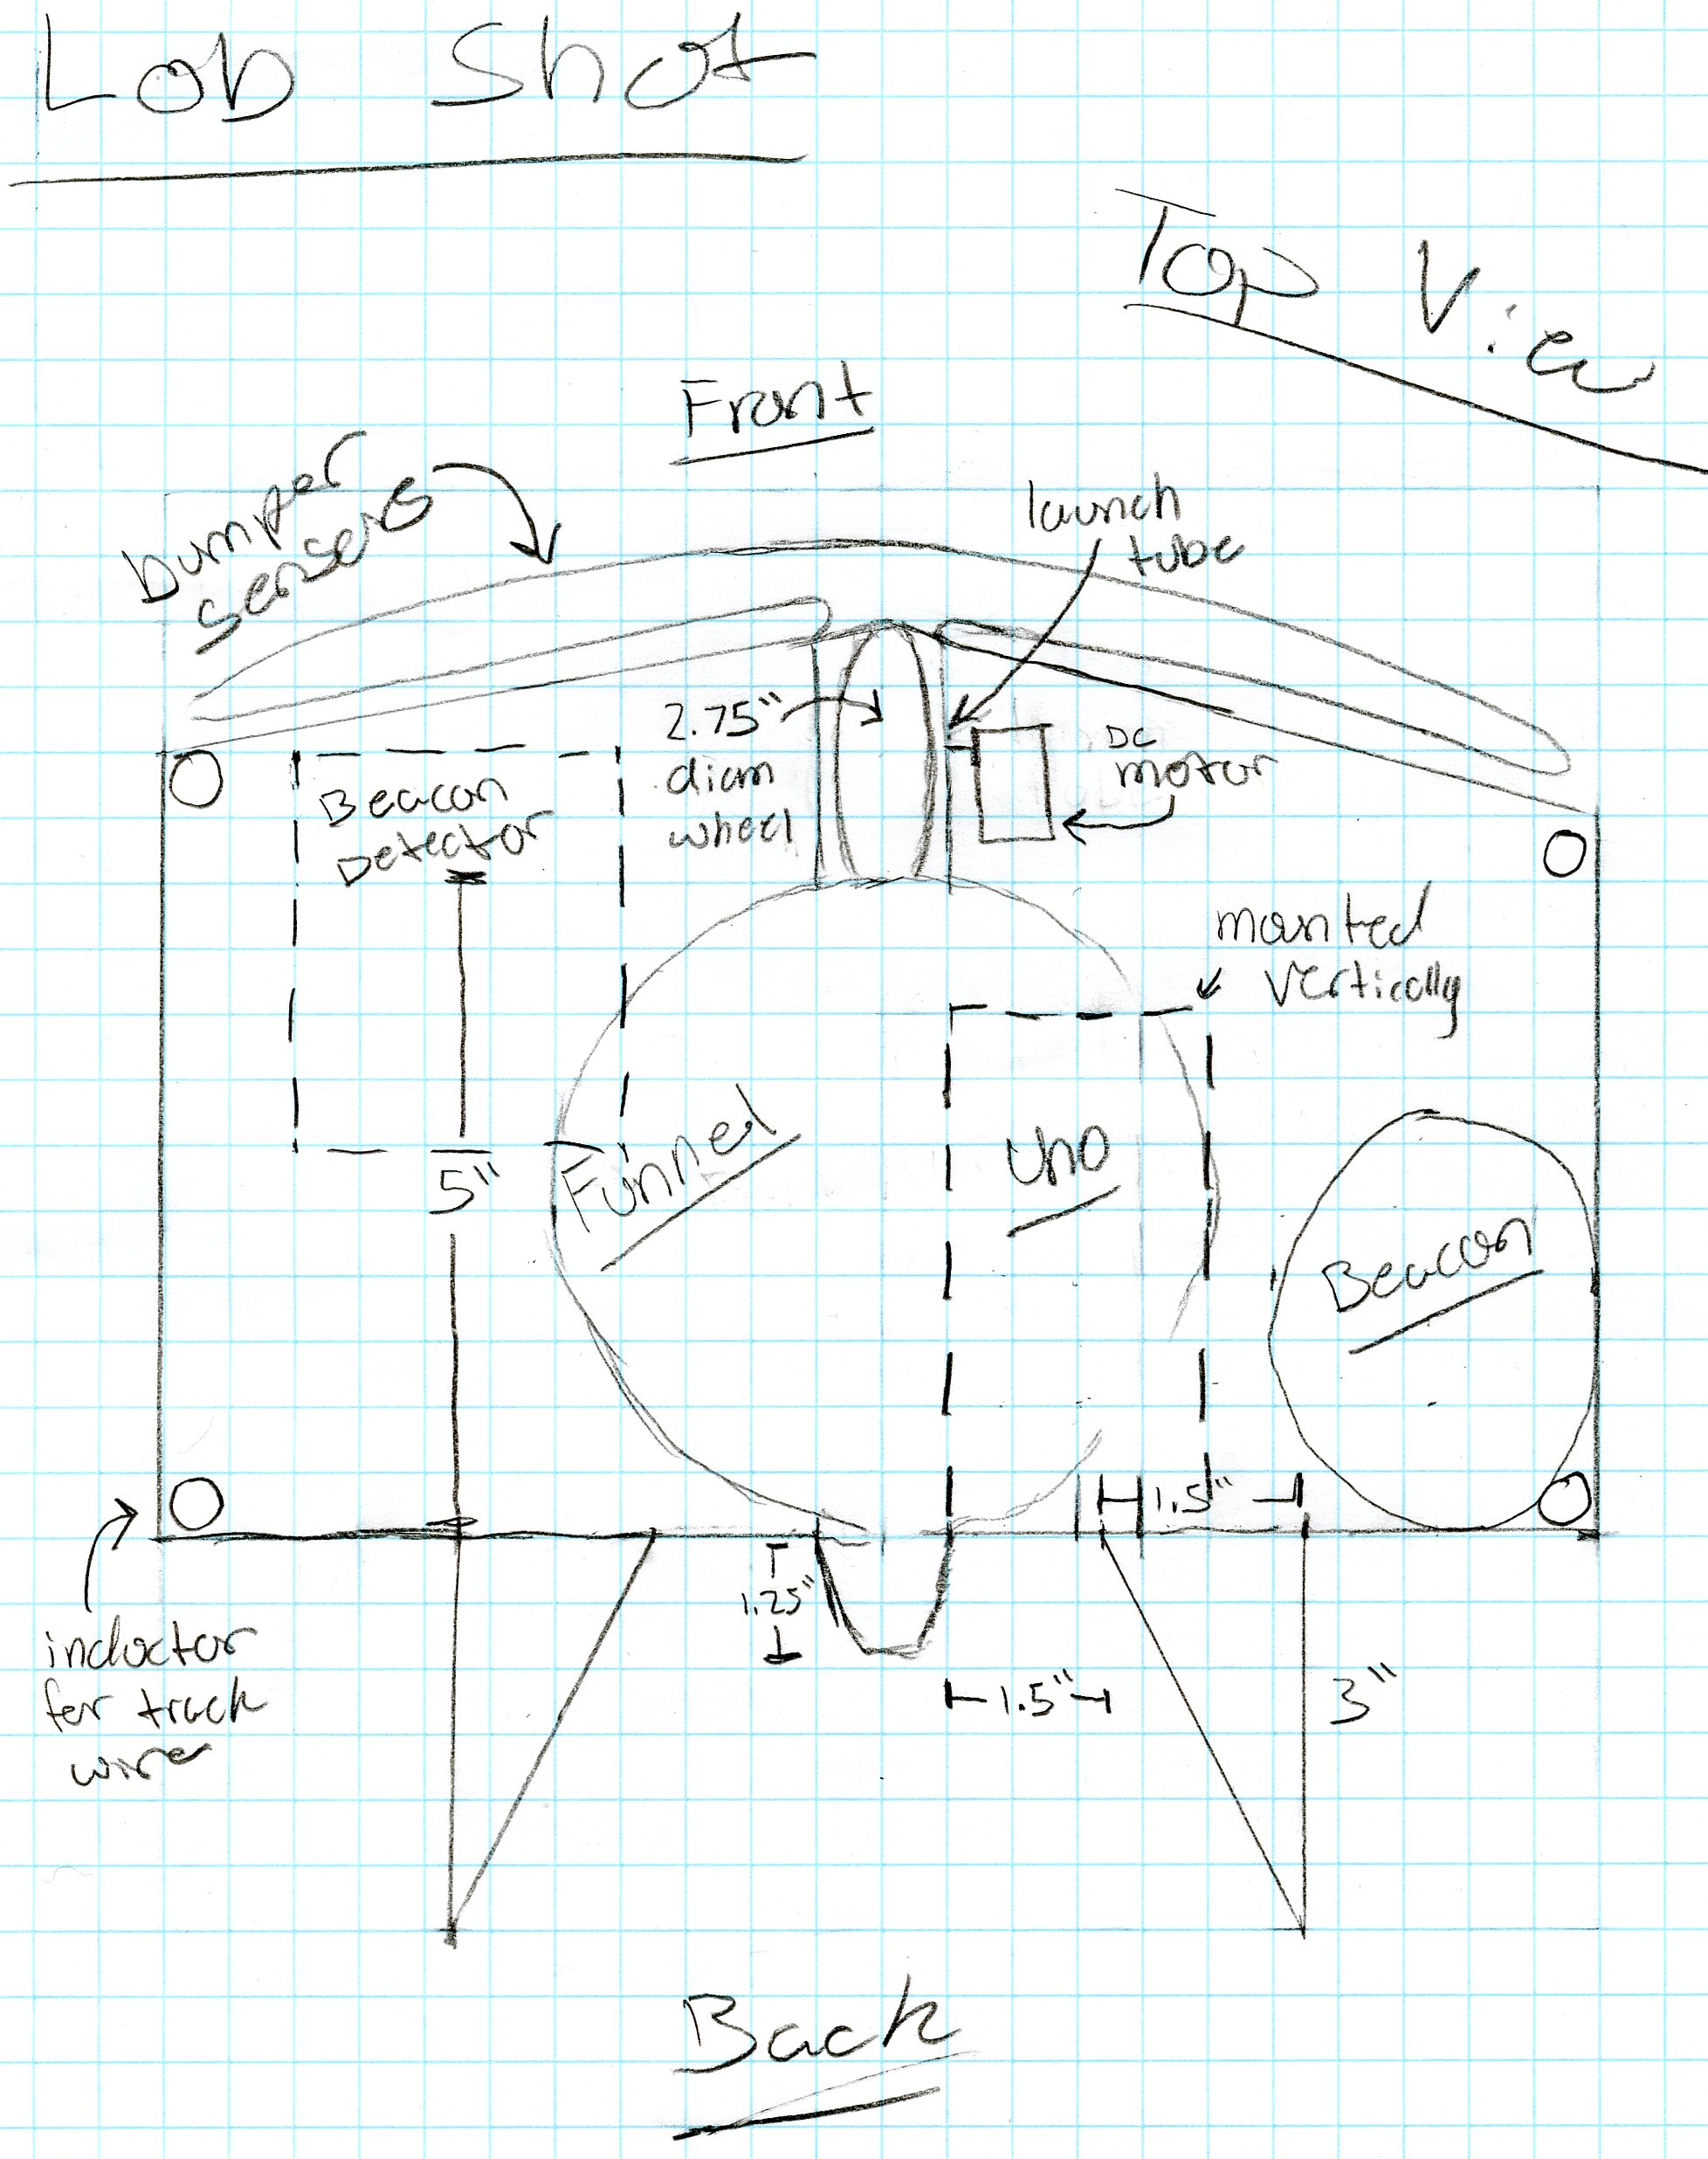 Lob Shot
Top View
Front
bumper
sensors
launch
tube
2.75"
diam
wheel
DC
motor
Beacon
Detector
mounted
vertically
5"
Funnel
Uno
Beacon
1.5"
1.25"
1.5"
3"
inductor
for track
wire
Back